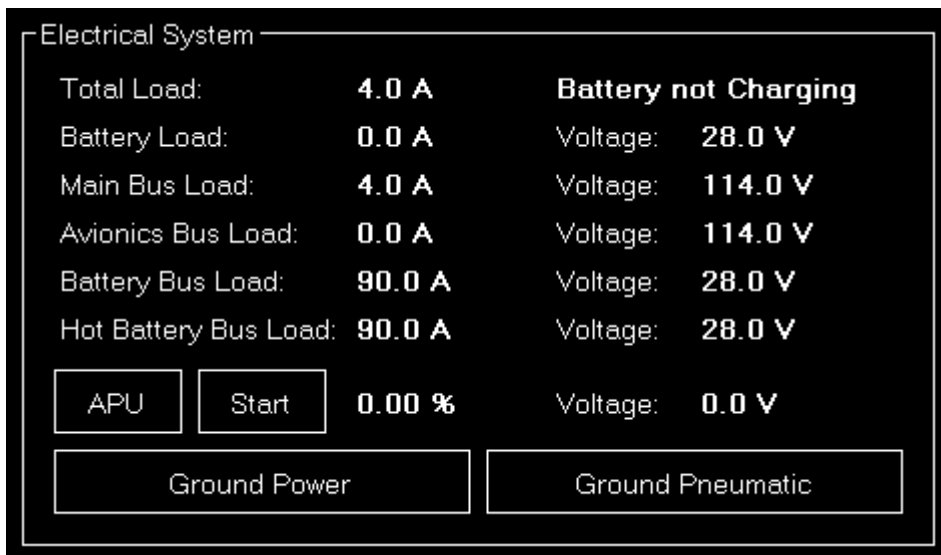 Electrical System
Total Load: 4.0 A Battery not Charging
Battery Load: 0.0 A Voltage: 28.0 V
Main Bus Load: 4.0 A Voltage: 114.0 V
Avionics Bus Load: 0.0 A Voltage: 114.0 V
Battery Bus Load: 90.0 A Voltage: 28.0 V
Hot Battery Bus Load: 90.0 A Voltage: 28.0 V
APU Start 0.00 % Voltage: 0.0 V
Ground Power Ground Pneumatic